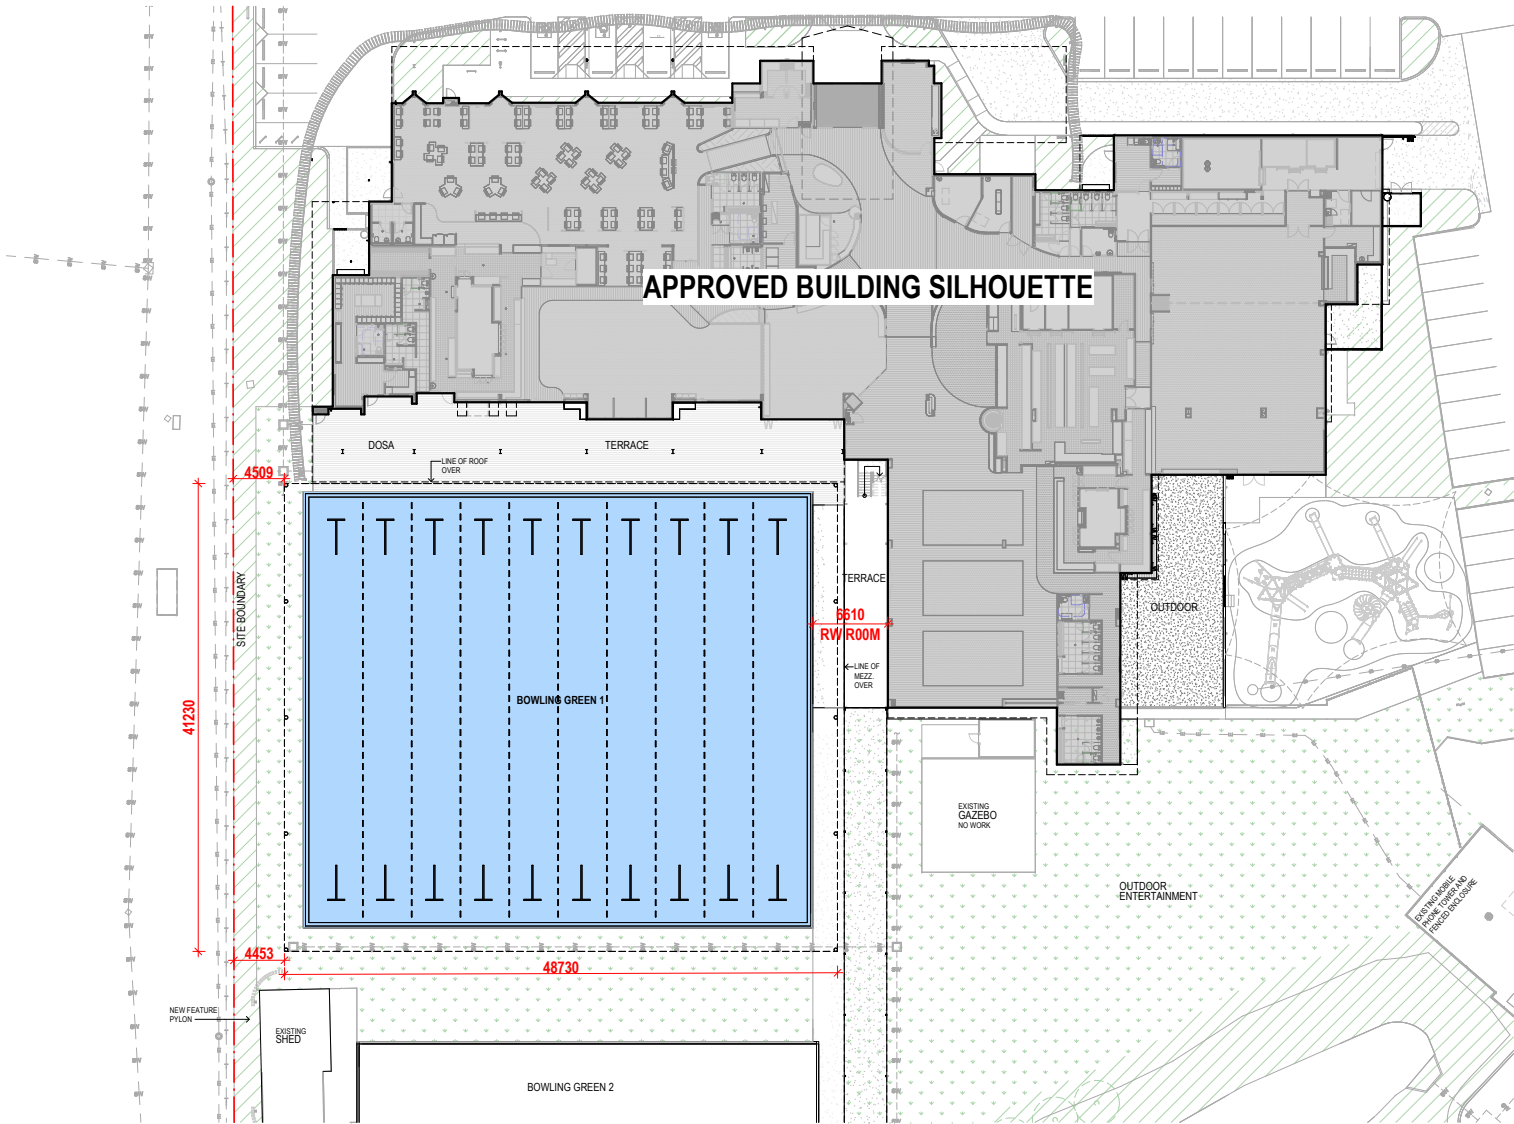 APPROVED BUILDING SILHOUETTE
DOSA
TERRACE
LINE OF ROOF
OVER
4509
SITE BOUNDARY
TERRACE
6610
RW R00M
LINE OF
MEZZ.
OVER
OUTDOOR
BOWLING GREEN 1
41230
EXISTING
GAZEBO
NO WORK
OUTDOOR
ENTERTAINMENT
EXISTING MOBILE
PHONE TOWER AND
FENCED ENCLOSURE
4453
48730
NEW FEATURE
PYLON
EXISTING
SHED
BOWLING GREEN 2